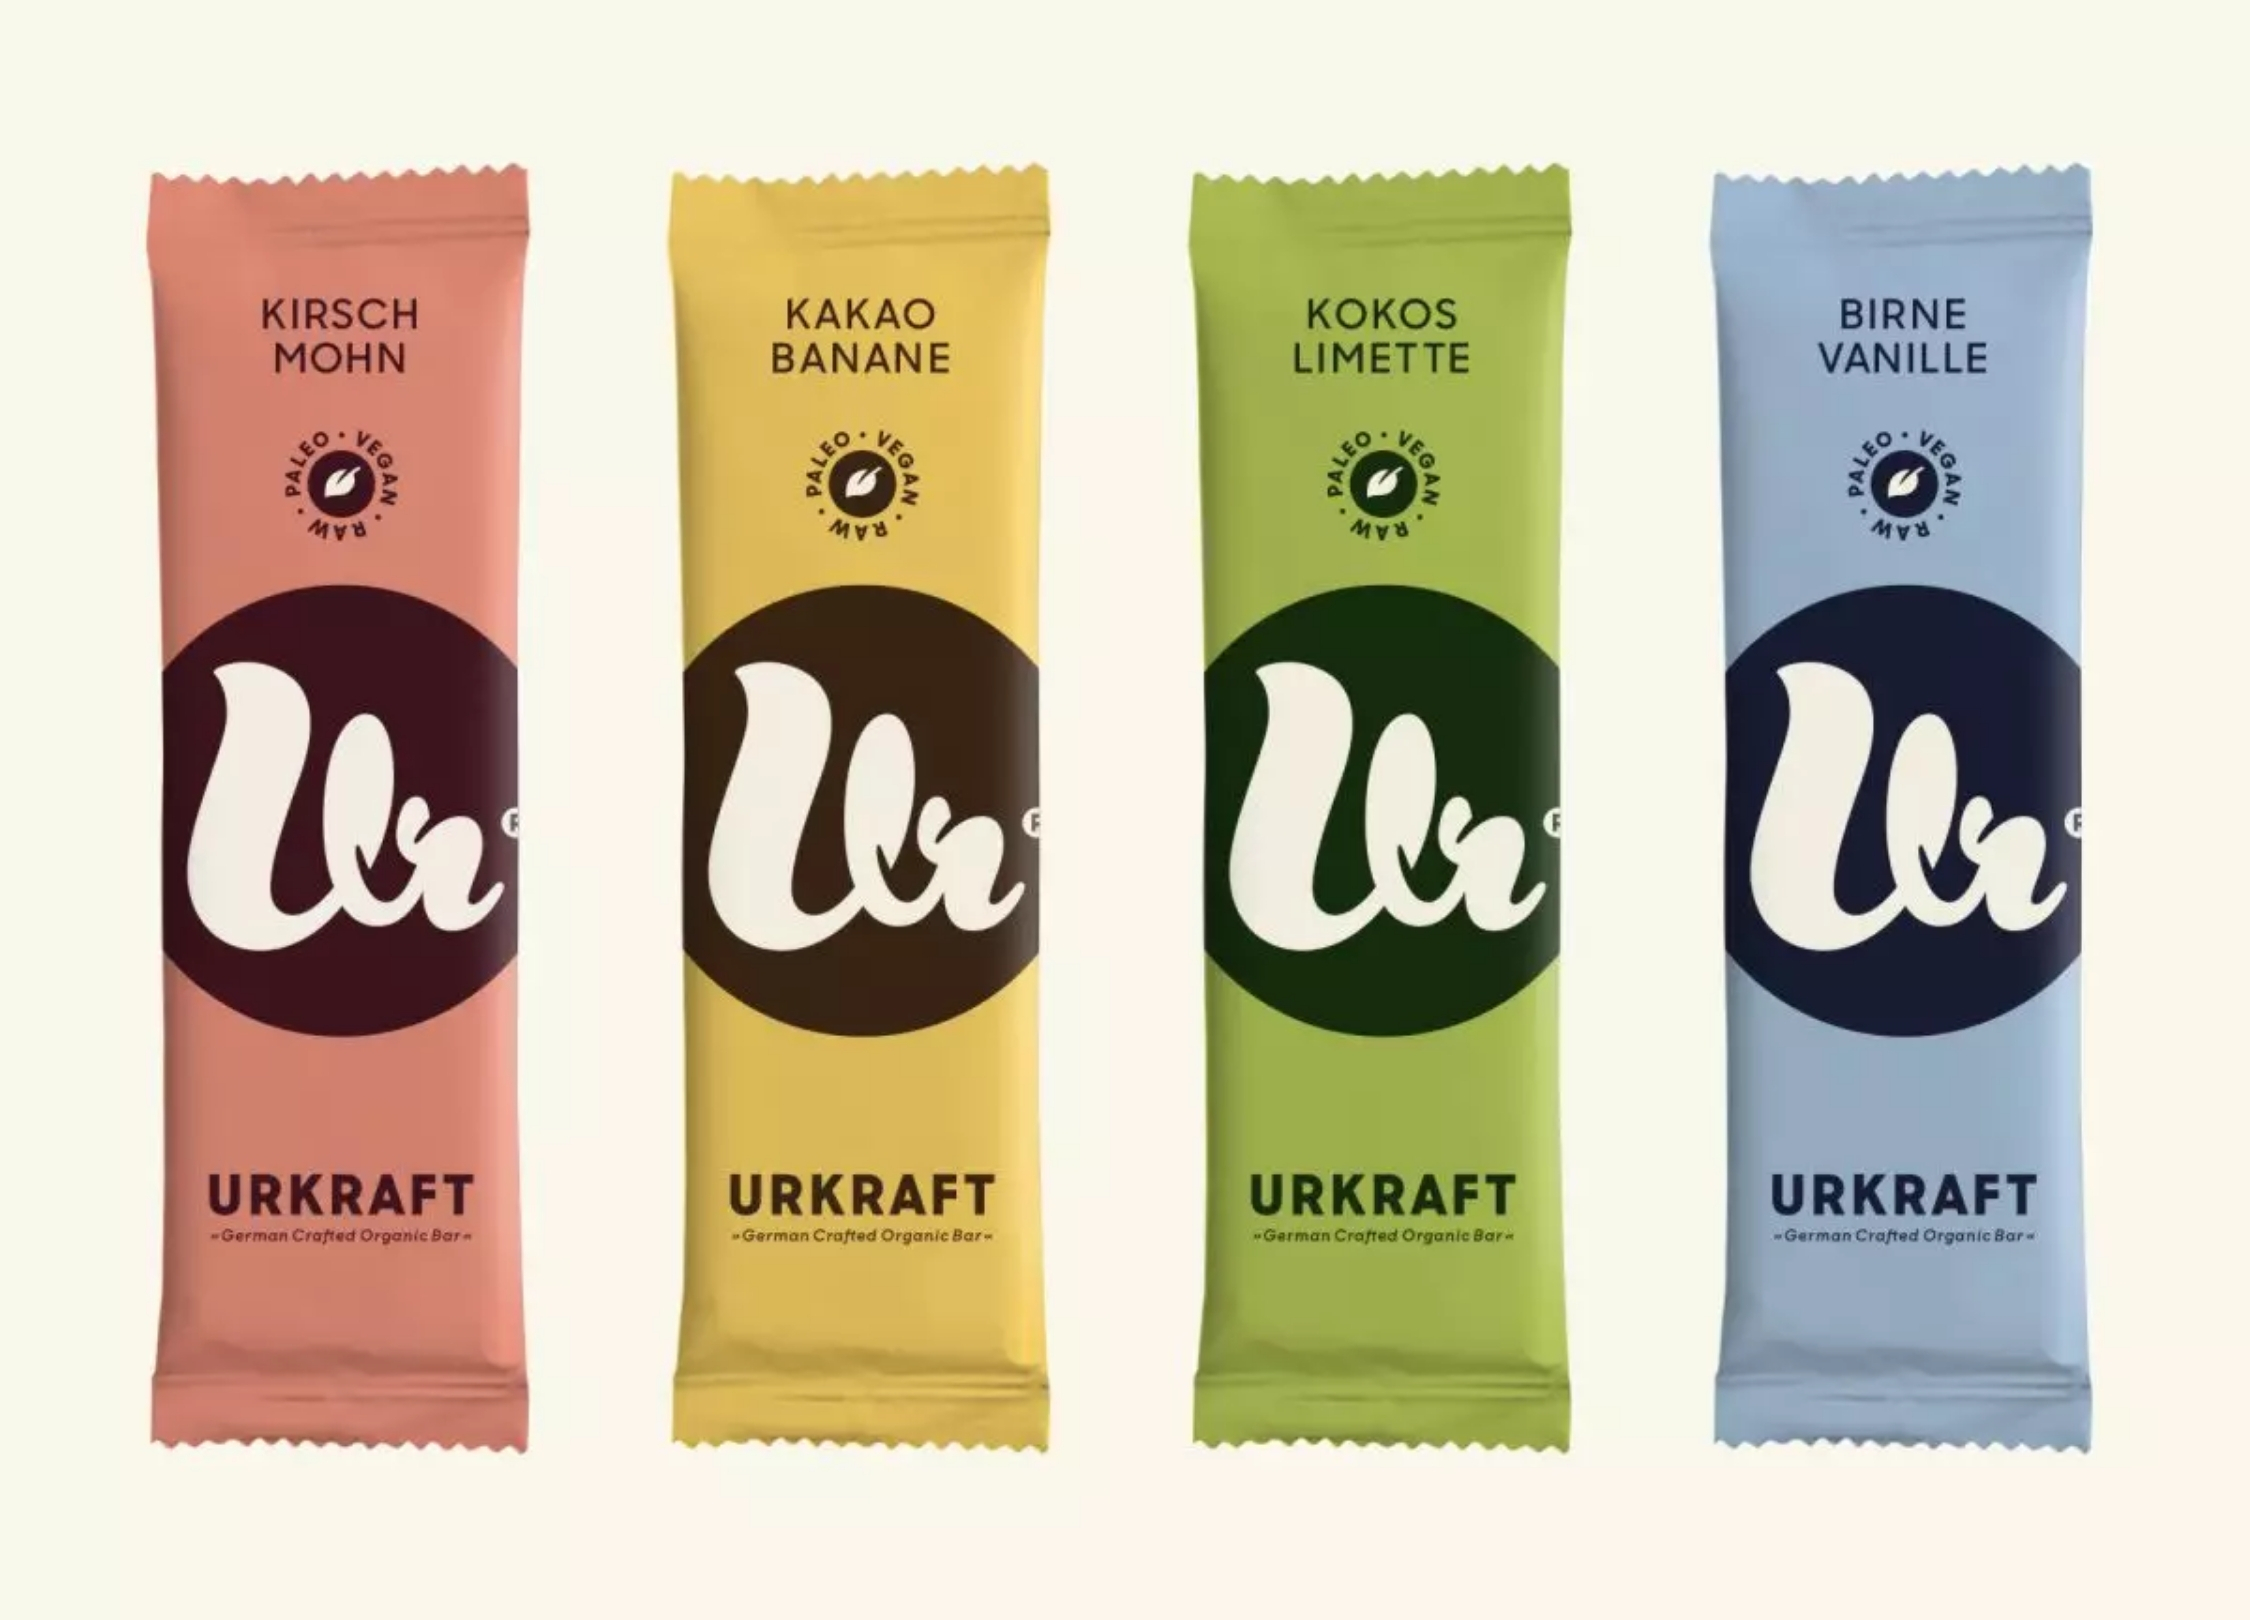 KIRSCH
MOHN
PALEO • VEGAN • RAW •
Ur
URKRAFT
»German Crafted Organic Bar«
KAKAO
BANANE
PALEO • VEGAN • RAW •
Ur
URKRAFT
»German Crafted Organic Bar«
KOKOS
LIMETTE
PALEO • VEGAN • RAW •
Ur
URKRAFT
»German Crafted Organic Bar«
BIRNE
VANILLE
PALEO • VEGAN • RAW •
Ur
URKRAFT
»German Crafted Organic Bar«